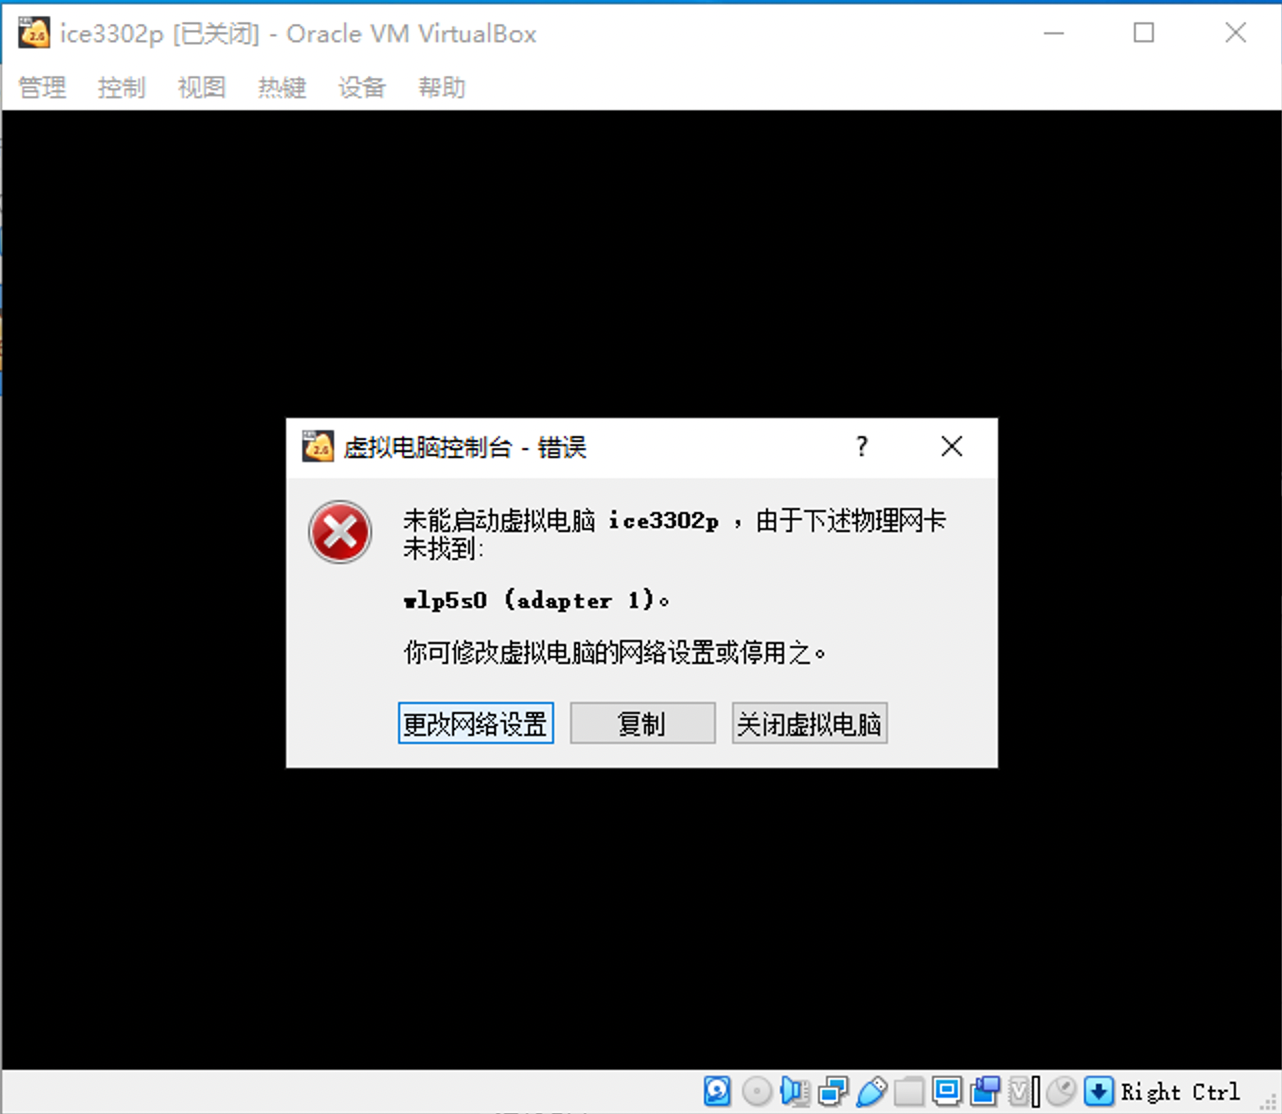 ice3302p [已关闭] - Oracle VM VirtualBox
管理 控制 视图 热键 设备 帮助
虚拟电脑控制台 - 错误
未能启动虚拟电脑 ice3302p ，由于下述物理网卡
未找到:
wlp5s0 (adapter 1)。
你可修改虚拟电脑的网络设置或停用之。
更改网络设置 复制 关闭虚拟电脑
Right Ctrl